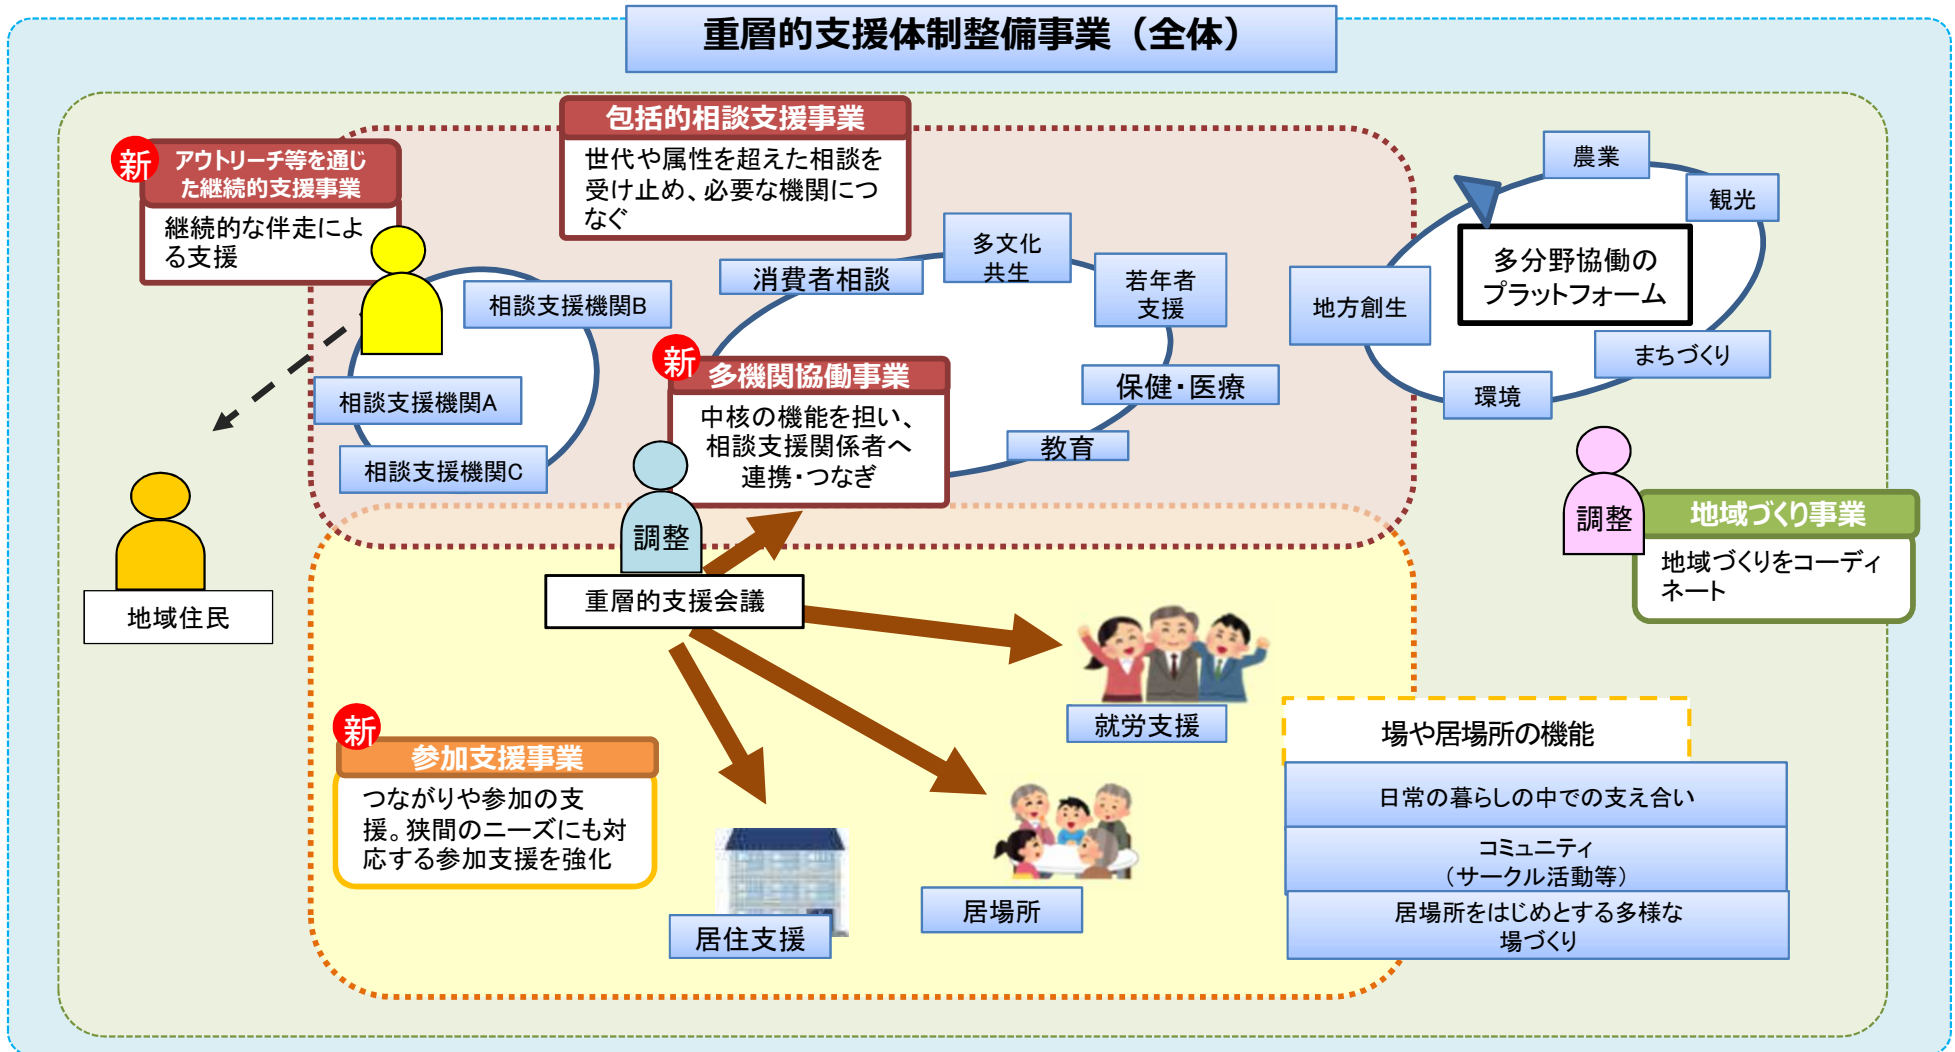 重層的支援体制整備事業（全体）
包括的相談支援事業
世代や属性を超えた相談を
受け止め、必要な機関につ
なぐ
新
アウトリーチ等を通じ
た継続的支援事業
継続的な伴走によ
る支援
相談支援機関B
相談支援機関A
相談支援機関C
消費者相談
多文化
共生
若年者
支援
保健・医療
教育
新
多機関協働事業
中核の機能を担い、
相談支援関係者へ
連携・つなぎ
農業
観光
地方創生
多分野協働の
プラットフォーム
まちづくり
環境
調整
重層的支援会議
地域住民
調整
地域づくり事業
地域づくりをコーディ
ネート
新
参加支援事業
つながりや参加の支
援。狭間のニーズにも対
応する参加支援を強化
就労支援
居場所
居住支援
場や居場所の機能
日常の暮らしの中での支え合い
コミュニティ
（サークル活動等）
居場所をはじめとする多様な
場づくり